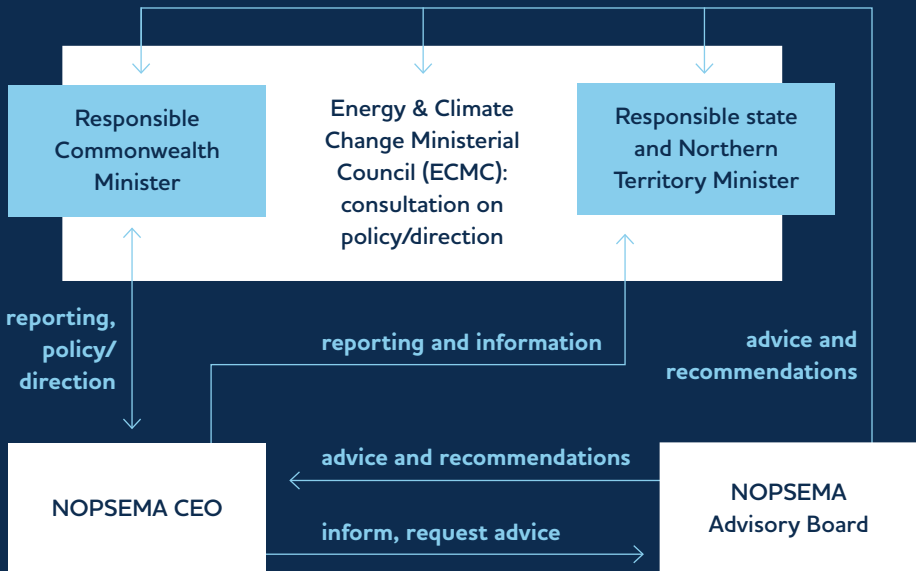 Responsible
Commonwealth
Minister
Energy & Climate
Change Ministerial
Council (ECMC):
consultation on
policy/direction
Responsible state
and Northern
Territory Minister
reporting,
policy/
direction
reporting and information
advice and
recommendations
NOPSEMA CEO
advice and recommendations
inform, request advice
NOPSEMA
Advisory Board